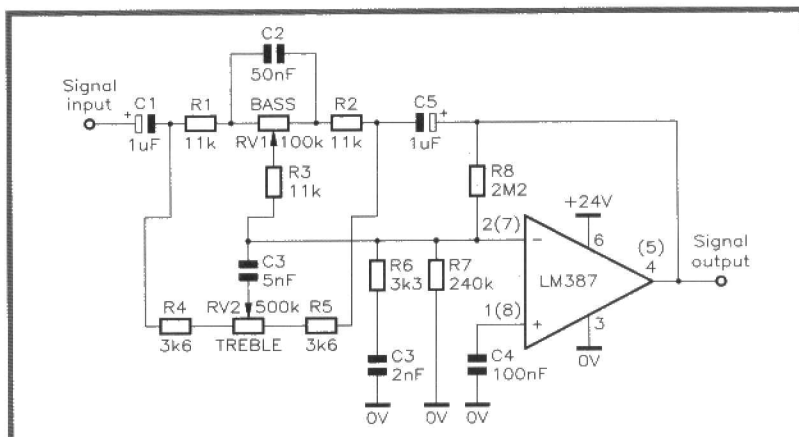 C2
50nF
Signal
input
C1
+
1uF
R1
11k
BASS
RV1 100k
R2
11k
C5
+
1uF
R3
11k
R8
2M2
+24V
2(7)
−
6
(5)
4
Signal
output
LM387
C3
5nF
R6
3k3
R7
240k
1(8)
+
3
0V
R4
3k6
RV2 500k
TREBLE
R5
3k6
C3
2nF
C4
100nF
0V
0V
0V